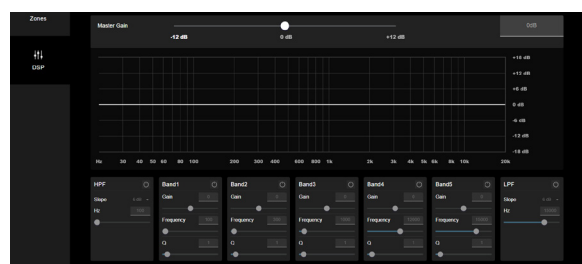 Zones
DSP
Master Gain
-12 dB 0 dB +12 dB
0dB
+18 dB
+12 dB
+6 dB
0 dB
-6 dB
-12 dB
-18 dB
Hz 30 40 50 60 80 100 200 300 400 600 800 1k 2k 3k 4k 5k 6k 8k 10k 20k
HPF Band1 Band2 Band3 Band4 Band5 LPF
Slope Gain Gain Gain Gain Gain Slope
Hz Frequency Frequency Frequency Frequency Frequency Hz
Q Q Q Q Q